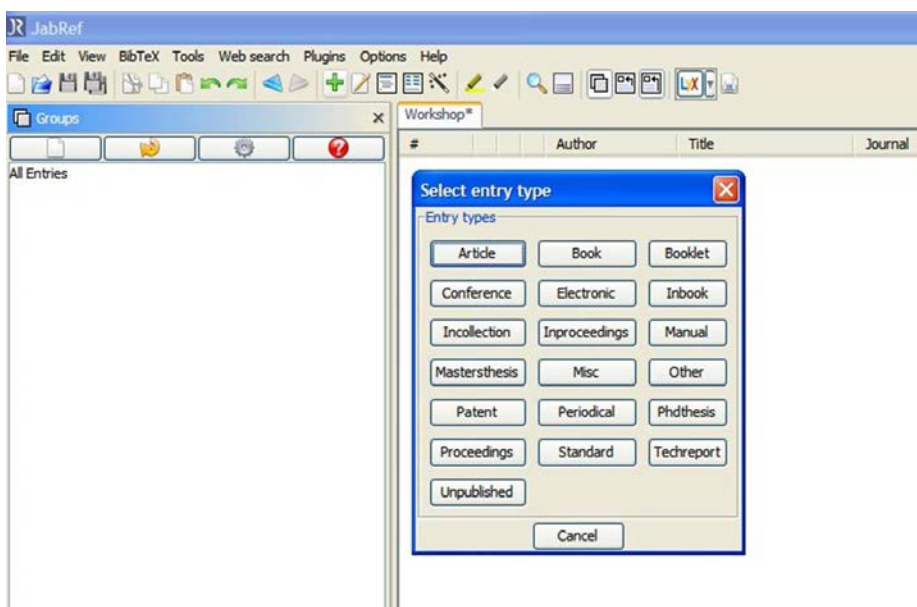 JR JabRef
File Edit View BibTeX Tools Web search Plugins Options Help
LyX
Groups
Workshop*
# Author Title Journal
All Entries
Select entry type
Entry types
Article Book Booklet
Conference Electronic Inbook
Incollection Inproceedings Manual
Mastersthesis Misc Other
Patent Periodical Phdthesis
Proceedings Standard Techreport
Unpublished
Cancel